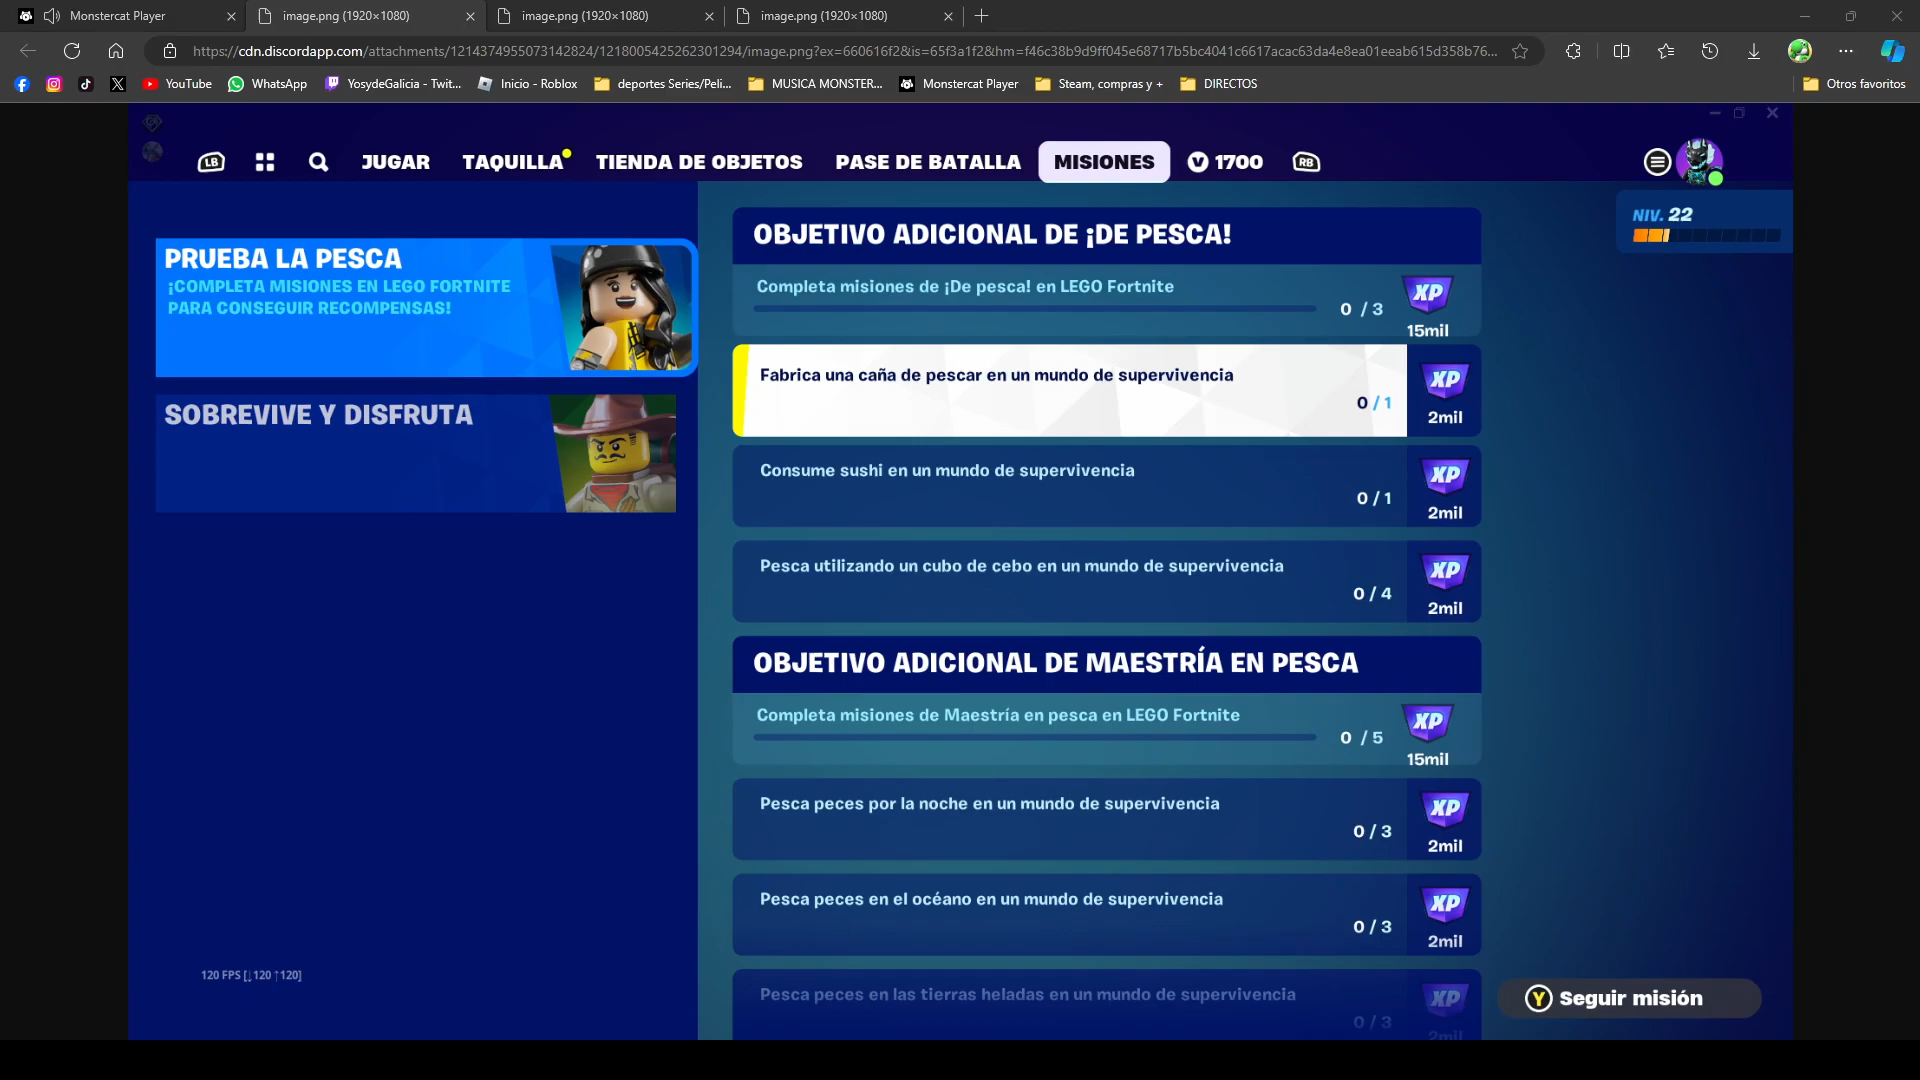 Monstercat Player
image.png (1920×1080)
image.png (1920×1080)
image.png (1920×1080)
https://cdn.discordapp.com/attachments/1214374955073142824/1218005425262301294/image.png?ex=660616f2&is=65f3a1f2&hm=f46c38b9d9ff045e68717b5bc4041c6617acac63da4e8ea01eeab615d358b76...
YouTube
WhatsApp
YosydeGalicia - Twit...
Inicio - Roblox
deportes Series/Peli...
MUSICA MONSTER...
Monstercat Player
Steam, compras y +
DIRECTOS
Otros favoritos
LB
JUGAR
TAQUILLA
TIENDA DE OBJETOS
PASE DE BATALLA
MISIONES
V 1700
RB
NIV. 22
PRUEBA LA PESCA
¡COMPLETA MISIONES EN LEGO FORTNITE
PARA CONSEGUIR RECOMPENSAS!
SOBREVIVE Y DISFRUTA
OBJETIVO ADICIONAL DE ¡DE PESCA!
Completa misiones de ¡De pesca! en LEGO Fortnite
0 / 3
XP
15mil
Fabrica una caña de pescar en un mundo de supervivencia
0 / 1
XP
2mil
Consume sushi en un mundo de supervivencia
0 / 1
XP
2mil
Pesca utilizando un cubo de cebo en un mundo de supervivencia
0 / 4
XP
2mil
OBJETIVO ADICIONAL DE MAESTRÍA EN PESCA
Completa misiones de Maestría en pesca en LEGO Fortnite
0 / 5
XP
15mil
Pesca peces por la noche en un mundo de supervivencia
0 / 3
XP
2mil
Pesca peces en el océano en un mundo de supervivencia
0 / 3
XP
2mil
Pesca peces en las tierras heladas en un mundo de supervivencia
0 / 3
XP
2mil
120 FPS [↓120 ↑120]
Y Seguir misión